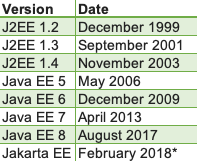 Version Date
J2EE 1.2 December 1999
J2EE 1.3 September 2001
J2EE 1.4 November 2003
Java EE 5 May 2006
Java EE 6 December 2009
Java EE 7 April 2013
Java EE 8 August 2017
Jakarta EE February 2018*